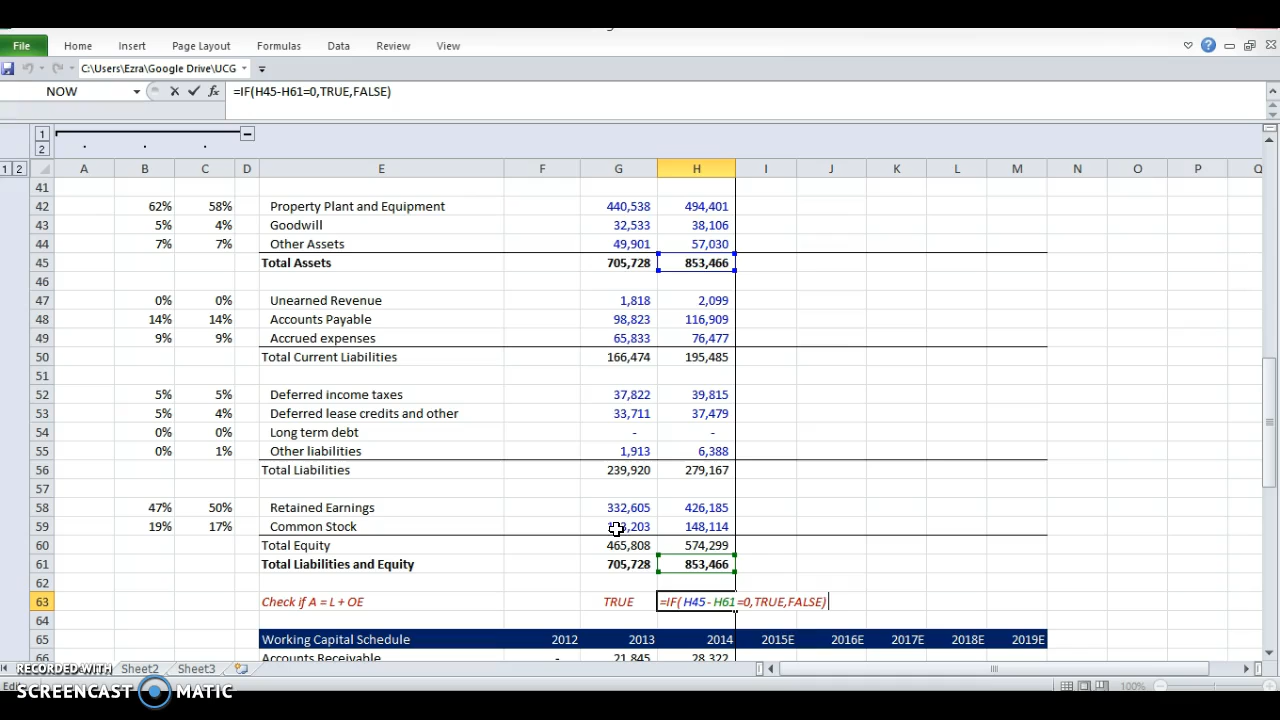 File Home Insert Page Layout Formulas Data Review View
C:\Users\Ezra\Google Drive\UCG
NOW =IF(H45-H61=0,TRUE,FALSE)
1
2
1 2 A B C D E F G H I J K L M N O P Q
41
42 62% 58% Property Plant and Equipment 440,538 494,401
43 5% 4% Goodwill 32,533 38,106
44 7% 7% Other Assets 49,901 57,030
45 Total Assets 705,728 853,466
46
47 0% 0% Unearned Revenue 1,818 2,099
48 14% 14% Accounts Payable 98,823 116,909
49 9% 9% Accrued expenses 65,833 76,477
50 Total Current Liabilities 166,474 195,485
51
52 5% 5% Deferred income taxes 37,822 39,815
53 5% 4% Deferred lease credits and other 33,711 37,479
54 0% 0% Long term debt - -
55 0% 1% Other liabilities 1,913 6,388
56 Total Liabilities 239,920 279,167
57
58 47% 50% Retained Earnings 332,605 426,185
59 19% 17% Common Stock 148,114
60 Total Equity 465,808 574,299
61 Total Liabilities and Equity 705,728 853,466
62
63 Check if A = L + OE TRUE =IF(H45-H61=0,TRUE,FALSE)
64
65 Working Capital Schedule 2012 2013 2014 2015E 2016E 2017E 2018E 2019E
66 Accounts Receivable - 21,845 28,322
RECORDED WITH Sheet2 Sheet3
SCREENCAST MATIC
100%